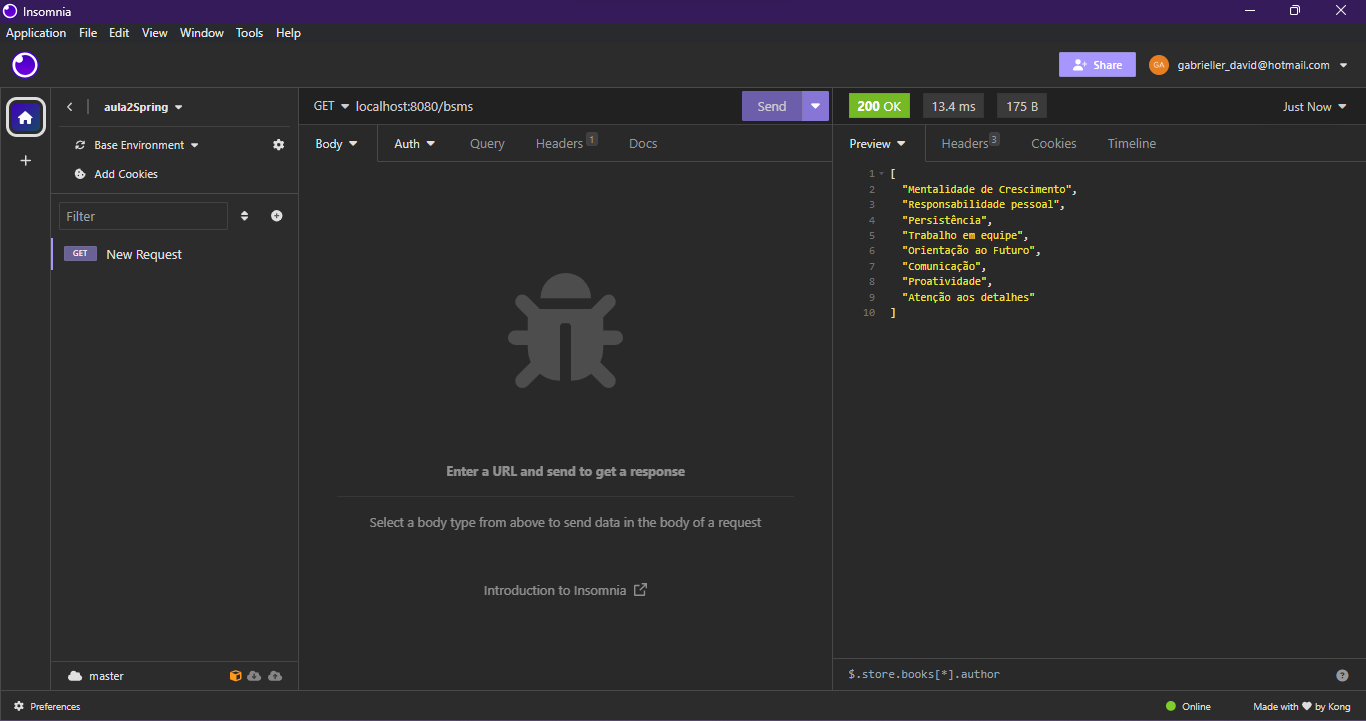 Insomnia
Application File Edit View Window Tools Help
Share
GA
gabrieller_david@hotmail.com
aula2Spring
Base Environment
Add Cookies
Filter
GET New Request
master
GET localhost:8080/bsms Send
Body Auth Query Headers 1 Docs
Enter a URL and send to get a response
Select a body type from above to send data in the body of a request
Introduction to Insomnia
200 OK 13.4 ms 175 B Just Now
Preview Headers 3 Cookies Timeline
1 [
2 "Mentalidade de Crescimento",
3 "Responsabilidade pessoal",
4 "Persistência",
5 "Trabalho em equipe",
6 "Orientação ao Futuro",
7 "Comunicação",
8 "Proatividade",
9 "Atenção aos detalhes"
10 ]
$.store.books[*].author ?
Preferences
Online
Made with ♥ by Kong